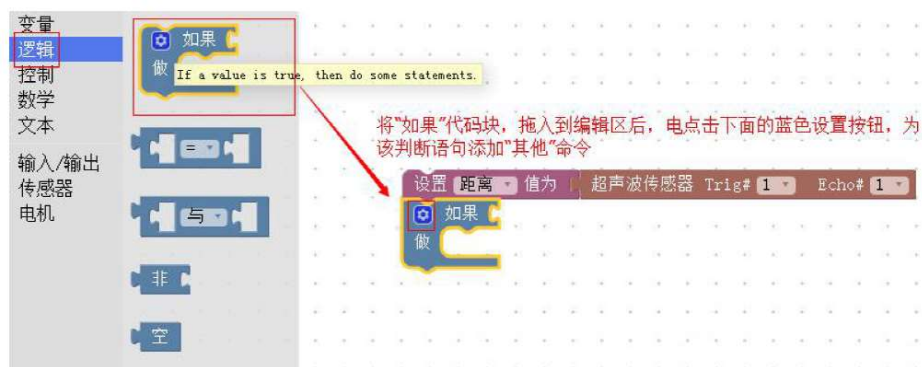 变量
逻辑
控制
数学
文本
输入/输出
传感器
电机
如果
做
If a value is true, then do some statements.
=
与
非
空
将“如果”代码块，拖入到编辑区后，电点击下面的蓝色设置按钮，为
该判断语句添加“其他”命令
设置 距离 值为 超声波传感器 Trig# 1 Echo# 1
如果
做